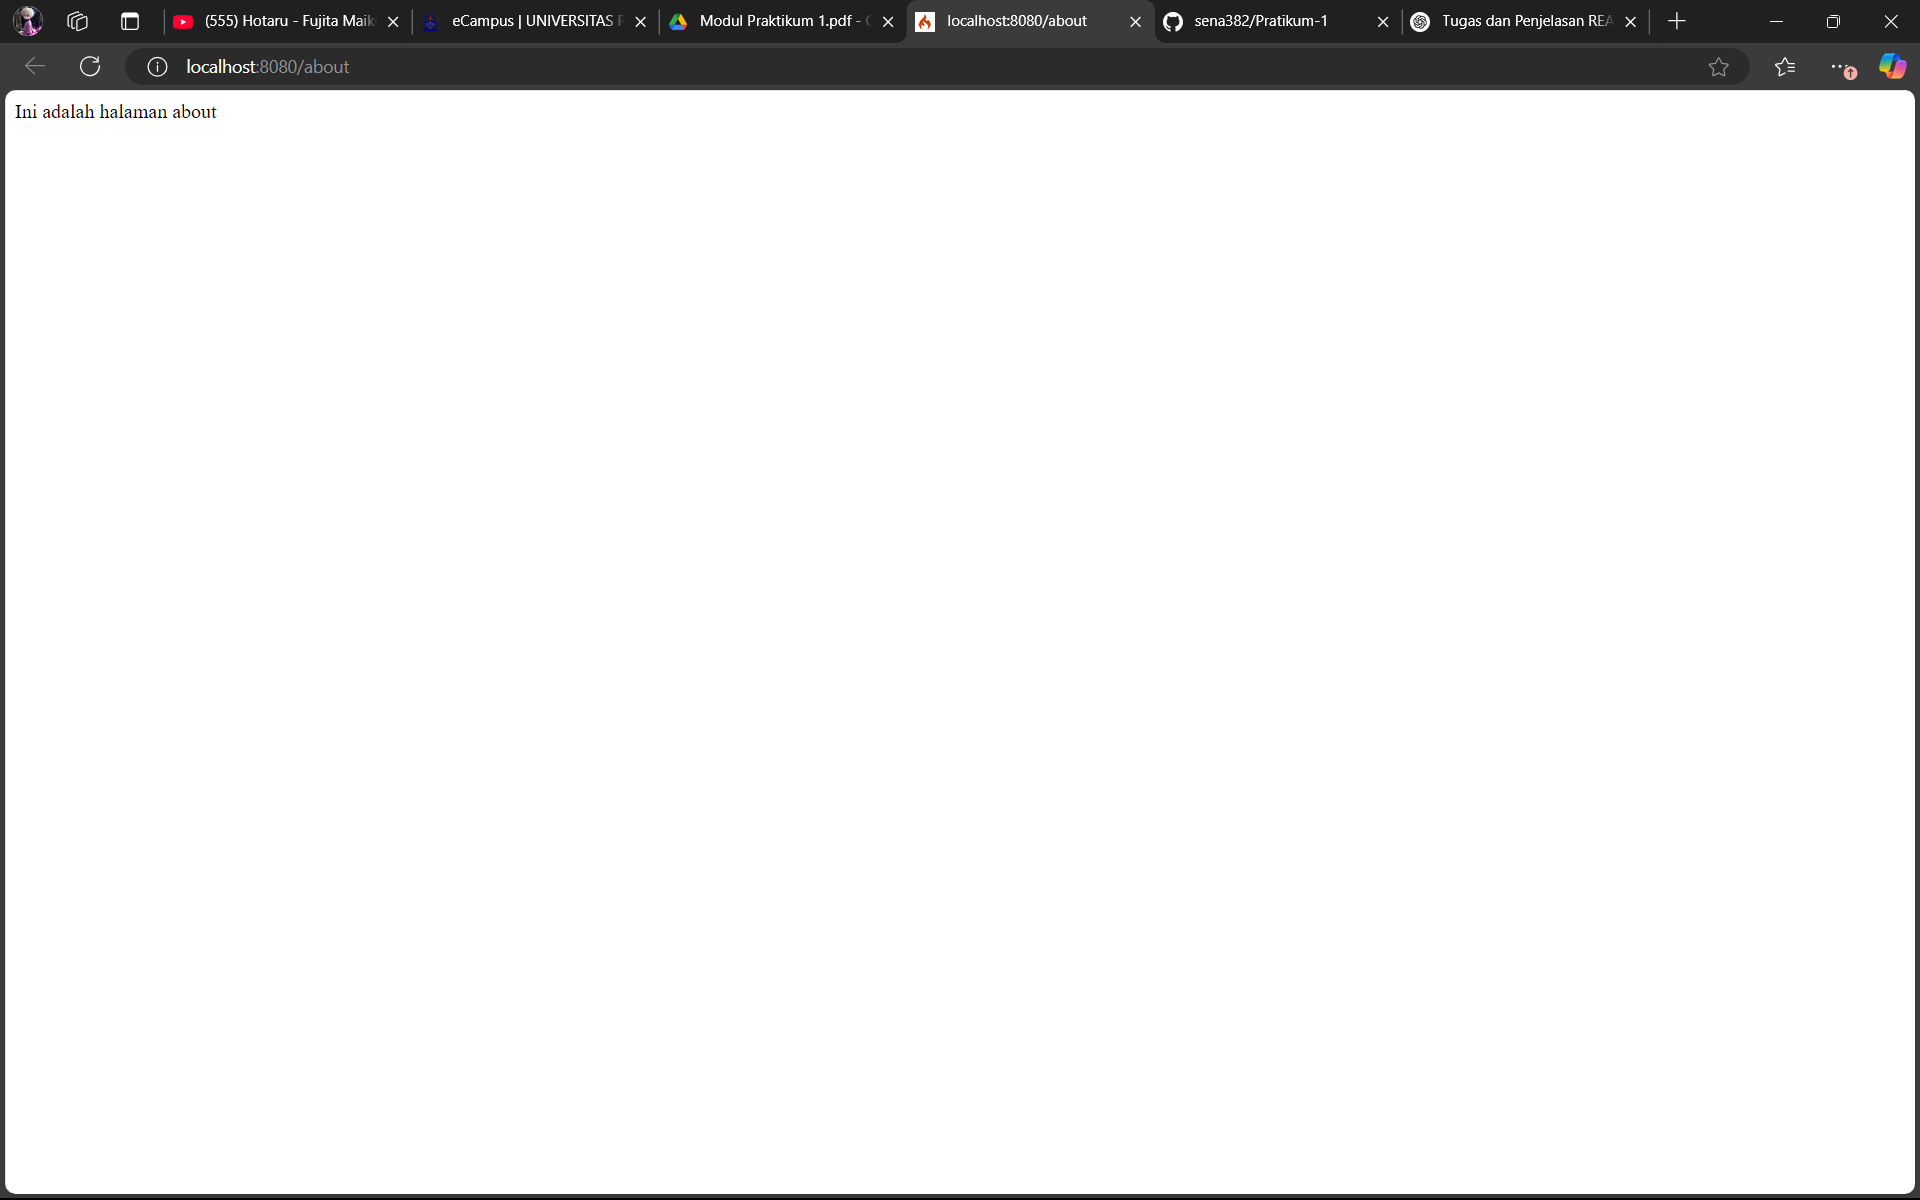 (555) Hotaru - Fujita Maik
eCampus | UNIVERSITAS
Modul Praktikum 1.pdf -
localhost:8080/about
sena382/Pratikum-1
Tugas dan Penjelasan REA
localhost:8080/about
Ini adalah halaman about